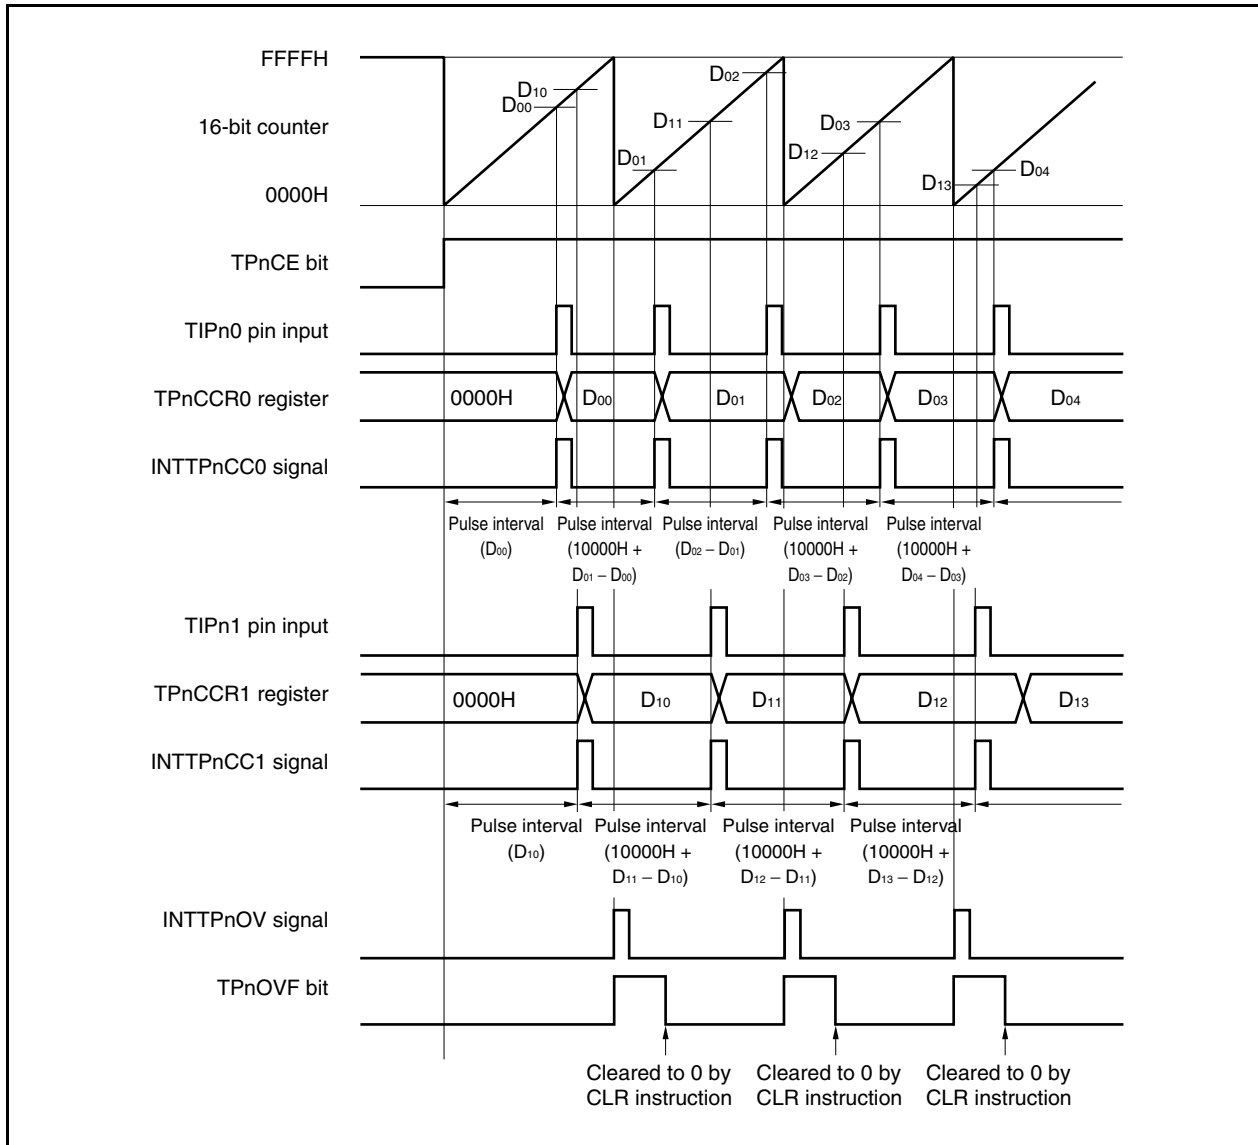 FFFFH
16-bit counter
0000H
D10
D00
D01
D11
D02
D12
D03
D13
D04
TPnCE bit
TIPn0 pin input
TPnCCR0 register
0000H
D00
D01
D02
D03
D04
INTTPnCC0 signal
Pulse interval
(D00)
Pulse interval
(10000H +
D01 – D00)
Pulse interval
(D02 – D01)
Pulse interval
(10000H +
D03 – D02)
Pulse interval
(10000H +
D04 – D03)
TIPn1 pin input
TPnCCR1 register
0000H
D10
D11
D12
D13
INTTPnCC1 signal
Pulse interval
(D10)
Pulse interval
(10000H +
D11 – D10)
Pulse interval
(10000H +
D12 – D11)
Pulse interval
(10000H +
D13 – D12)
INTTPnOV signal
TPnOVF bit
Cleared to 0 by
CLR instruction
Cleared to 0 by
CLR instruction
Cleared to 0 by
CLR instruction